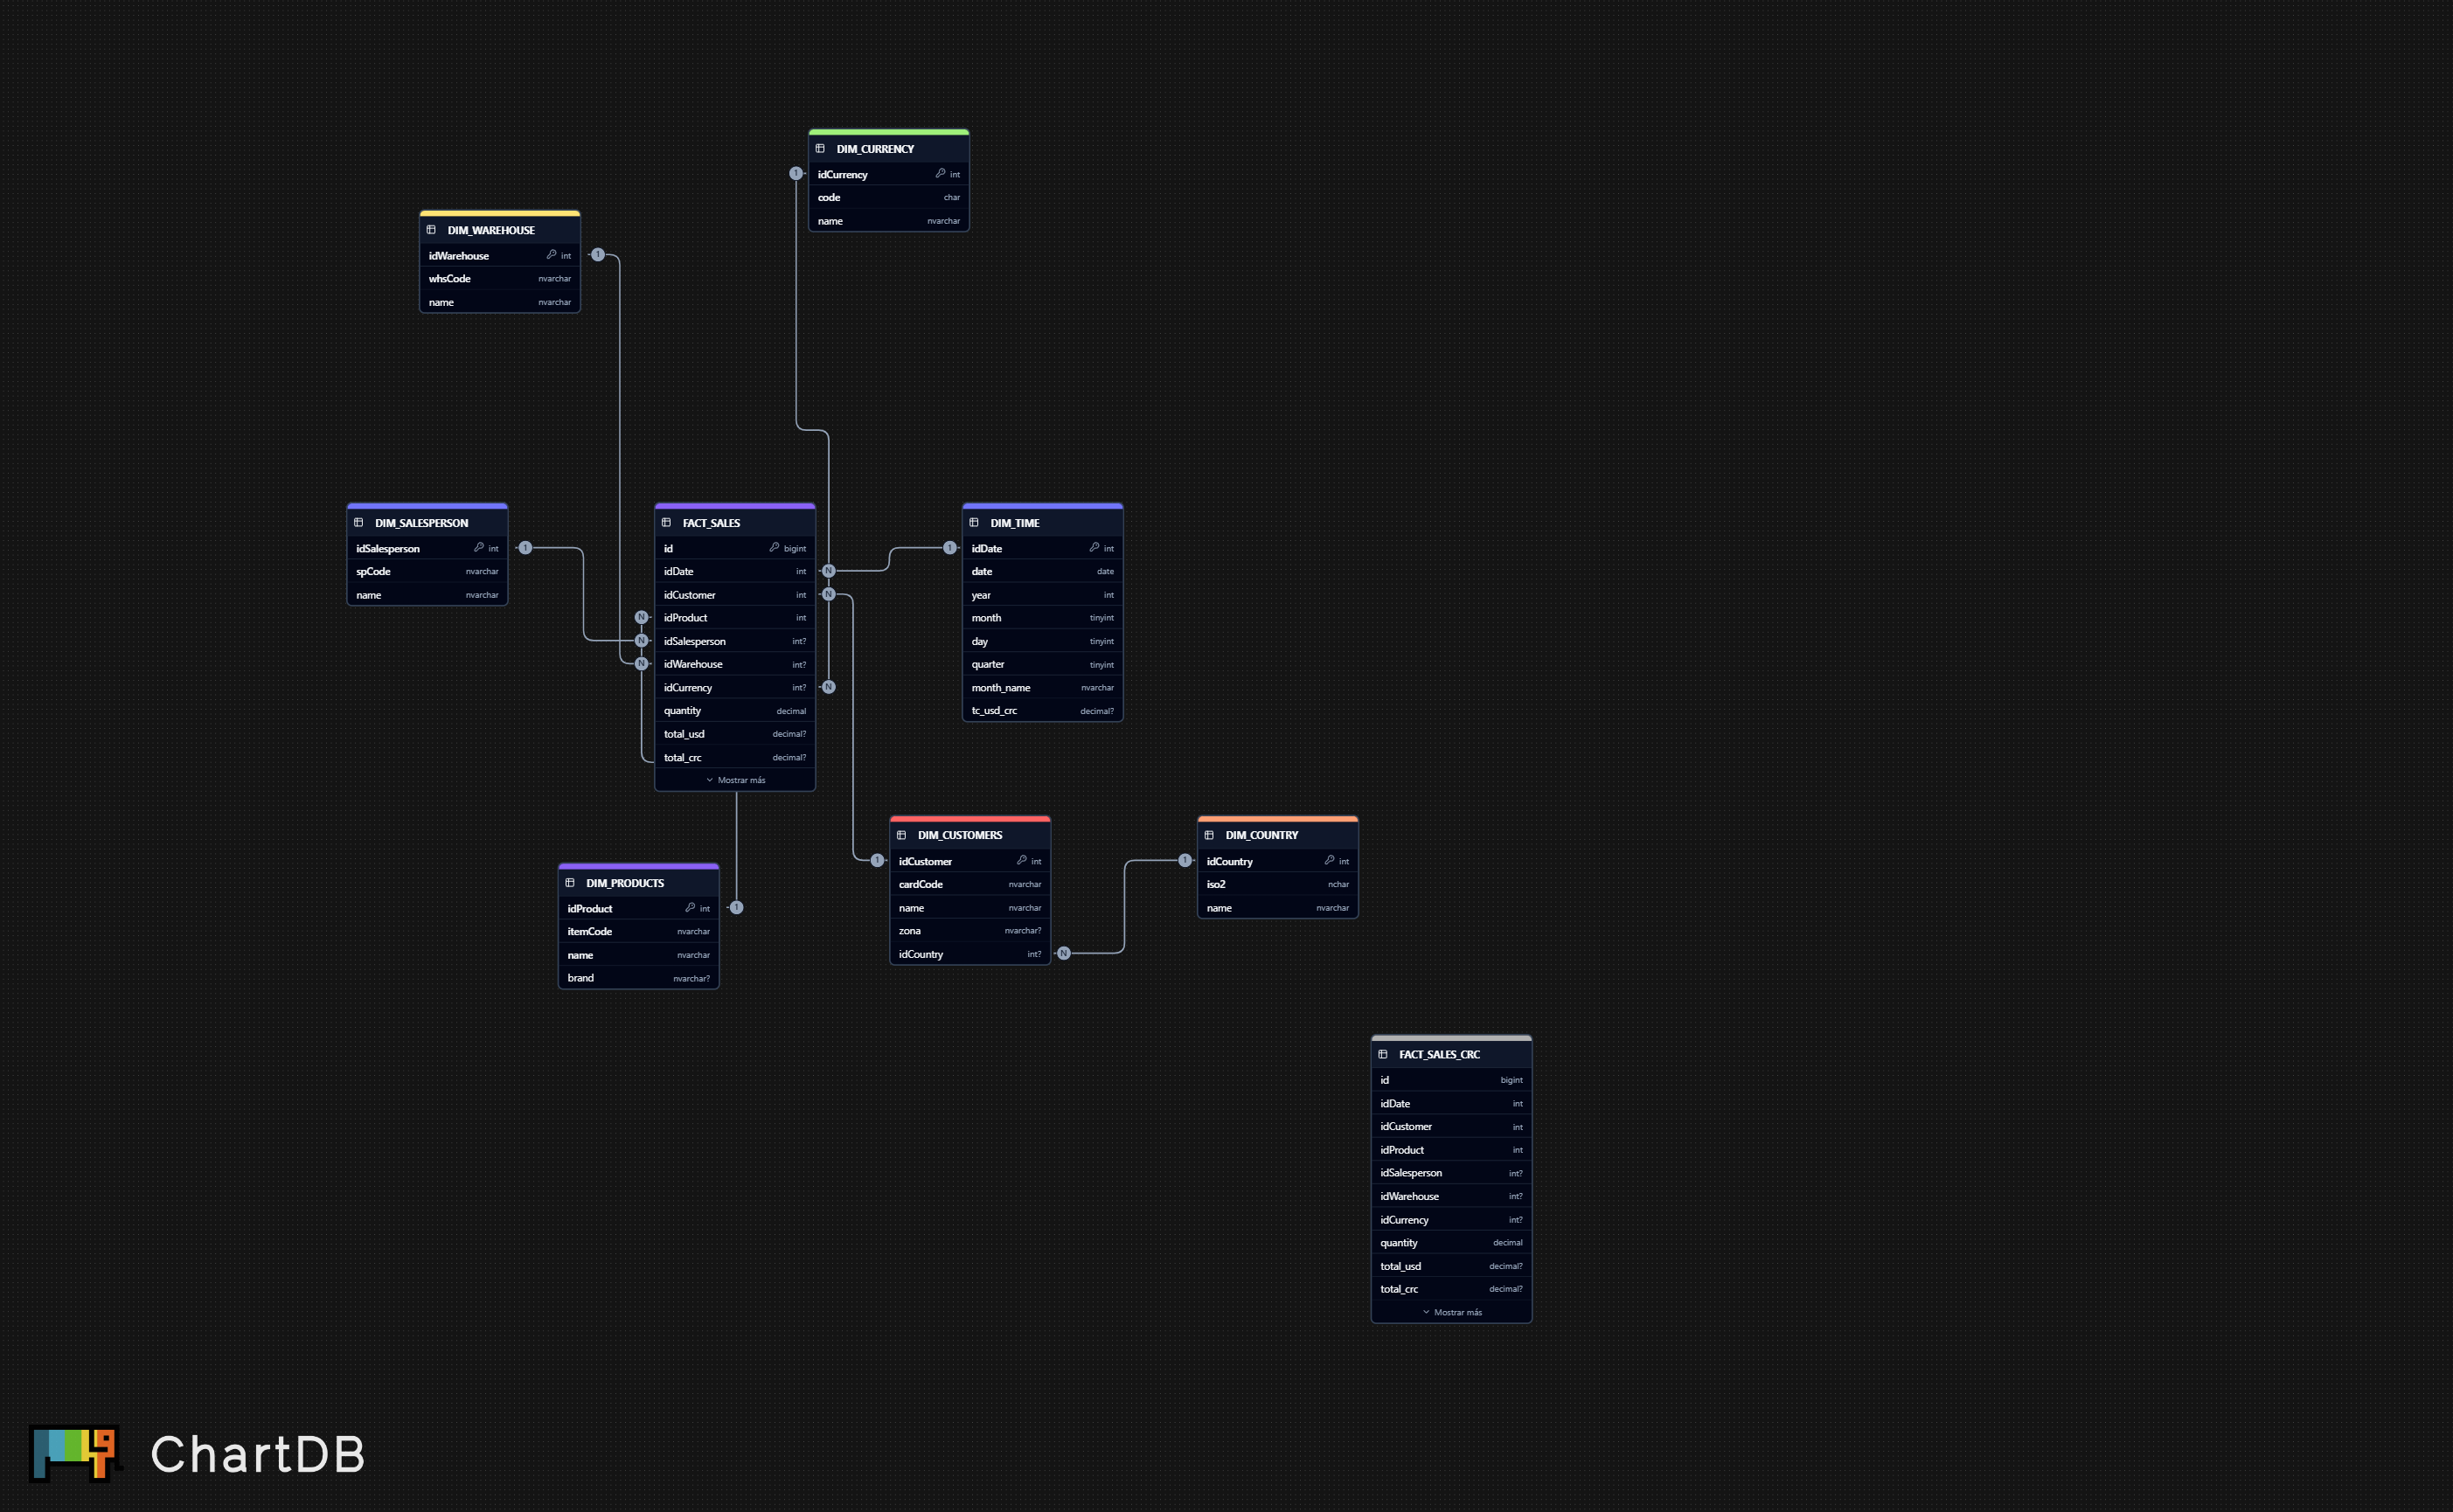 DIM_CURRENCY
idCurrency int
code char
name nvarchar
DIM_WAREHOUSE
idWarehouse int
whsCode nvarchar
name nvarchar
1
1
DIM_SALESPERSON
idSalesperson int
spCode nvarchar
name nvarchar
1
FACT_SALES
id bigint
idDate int
idCustomer int
idProduct int
idSalesperson int?
idWarehouse int?
idCurrency int?
quantity decimal
total_usd decimal?
total_crc decimal?
Mostrar más
N
N
N
N
N
N
DIM_TIME
idDate int
date date
year int
month tinyint
day tinyint
quarter tinyint
month_name nvarchar
tc_usd_crc decimal?
1
DIM_PRODUCTS
idProduct int
itemCode nvarchar
name nvarchar
brand nvarchar?
1
DIM_CUSTOMERS
idCustomer int
cardCode nvarchar
name nvarchar
zona nvarchar?
idCountry int?
1
N
DIM_COUNTRY
idCountry int
iso2 nchar
name nvarchar
1
FACT_SALES_CRC
id bigint
idDate int
idCustomer int
idProduct int
idSalesperson int?
idWarehouse int?
idCurrency int?
quantity decimal
total_usd decimal?
total_crc decimal?
Mostrar más
ChartDB